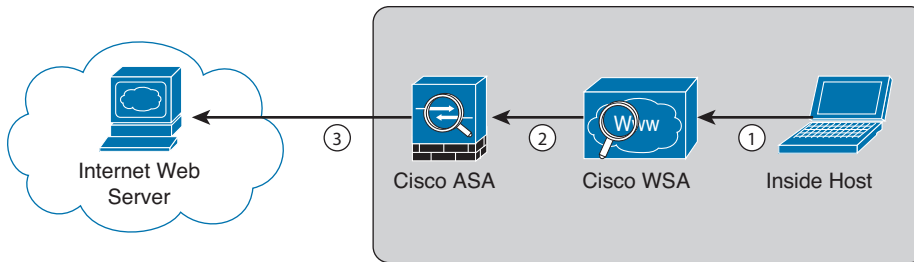 Www
3
2
1
Internet Web
Server
Cisco ASA
Cisco WSA
Inside Host